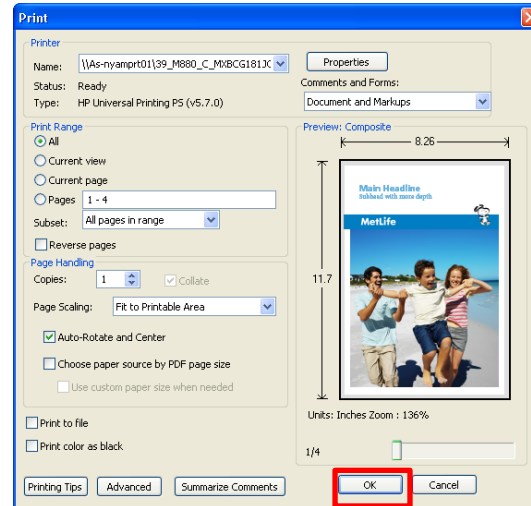 Print
Printer
Name: \\As-nyamprt01\39_M880_C_MXBCG181JC
Properties
Status: Ready
Comments and Forms:
Type: HP Universal Printing PS (v5.7.0)
Document and Markups
Print Range
All
Current view
Current page
Pages 1 - 4
Subset: All pages in range
Reverse pages
Page Handling
Copies: 1 Collate
Page Scaling: Fit to Printable Area
Auto-Rotate and Center
Choose paper source by PDF page size
Use custom paper size when needed
Print to file
Print color as black
Preview: Composite
8.26
11.7
Main Headline
Subhead with more depth
MetLife
Units: Inches Zoom : 136%
1/4
Printing Tips Advanced Summarize Comments OK Cancel